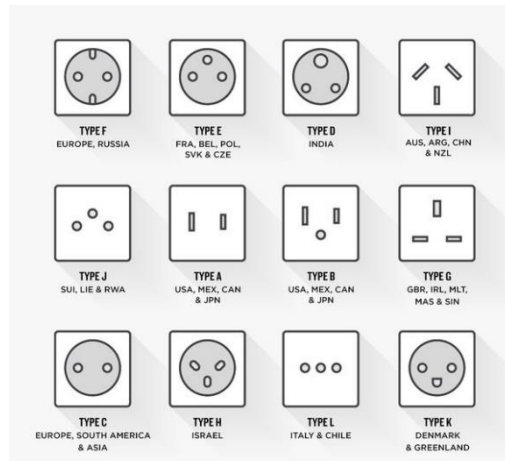 TYPE F
EUROPE, RUSSIA
TYPE E
FRA, BEL, POL,
SVK & CZE
TYPE D
INDIA
TYPE I
AUS, ARG, CHN
& NZL
TYPE J
SUI, LIE & RWA
TYPE A
USA, MEX, CAN
& JPN
TYPE B
USA, MEX, CAN
& JPN
TYPE G
GBR, IRL, MLT,
MAS & SIN
TYPE C
EUROPE, SOUTH AMERICA
& ASIA
TYPE H
ISRAEL
TYPE L
ITALY & CHILE
TYPE K
DENMARK
& GREENLAND